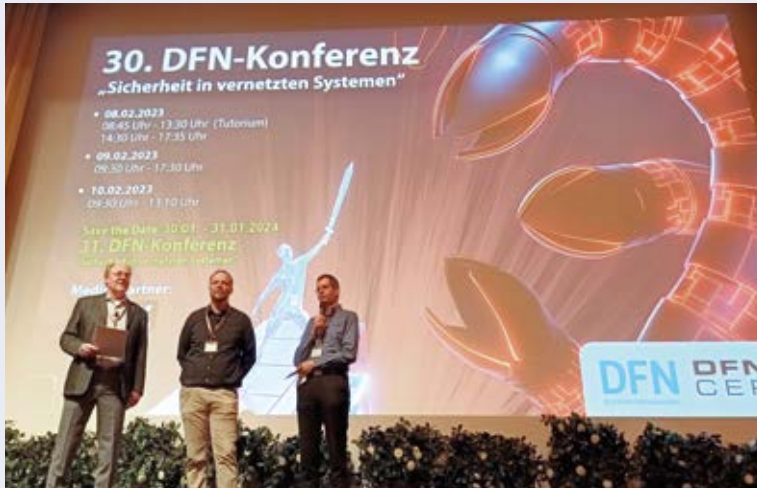 30. DFN-Konferenz
„Sicherheit in vernetzten Systemen“
• 08.02.2023
08:45 Uhr - 13:30 Uhr (Tutorium)
14:30 Uhr - 17:35 Uhr
• 09.02.2023
09:30 Uhr - 17:30 Uhr
• 10.02.2023
09:30 Uhr - 13:10 Uhr
Save the Date: 30.01. - 31.01.2024
31. DFN-Konferenz
DFN
DFN